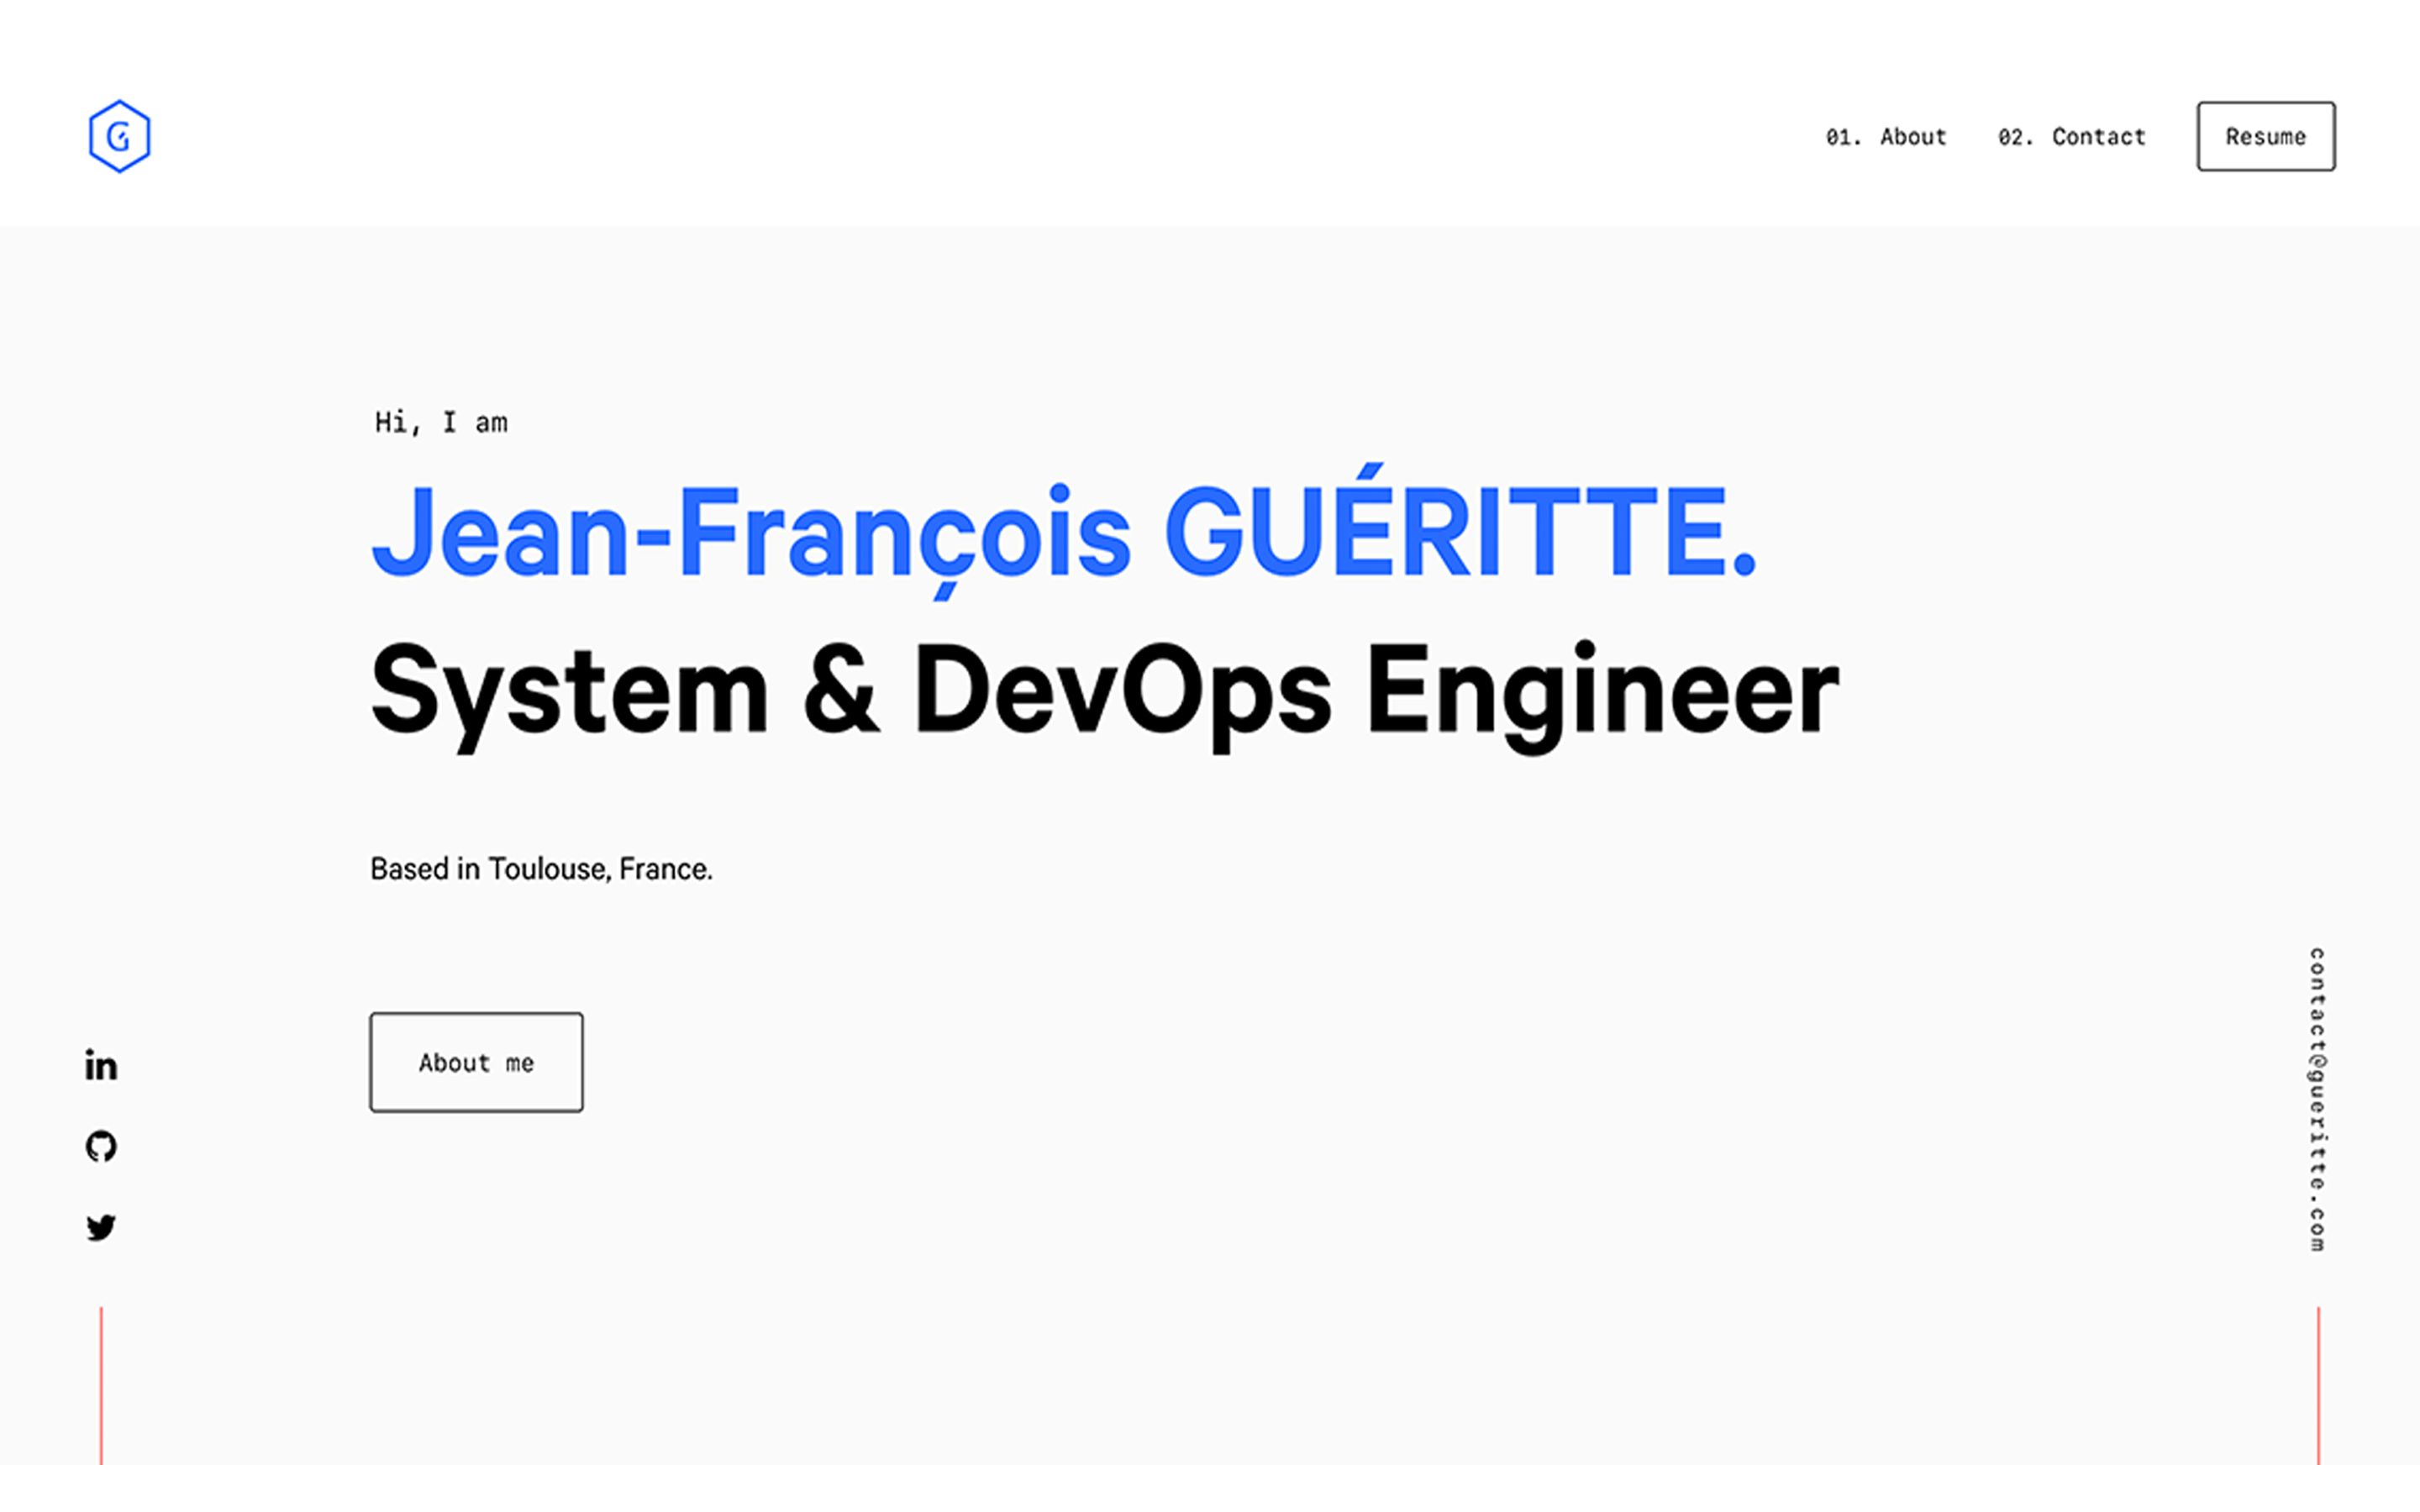 G
01. About
02. Contact
Resume
Hi, I am
Jean-François GUÉRITTE.
System & DevOps Engineer
Based in Toulouse, France.
About me
in
contact@gueritte.com